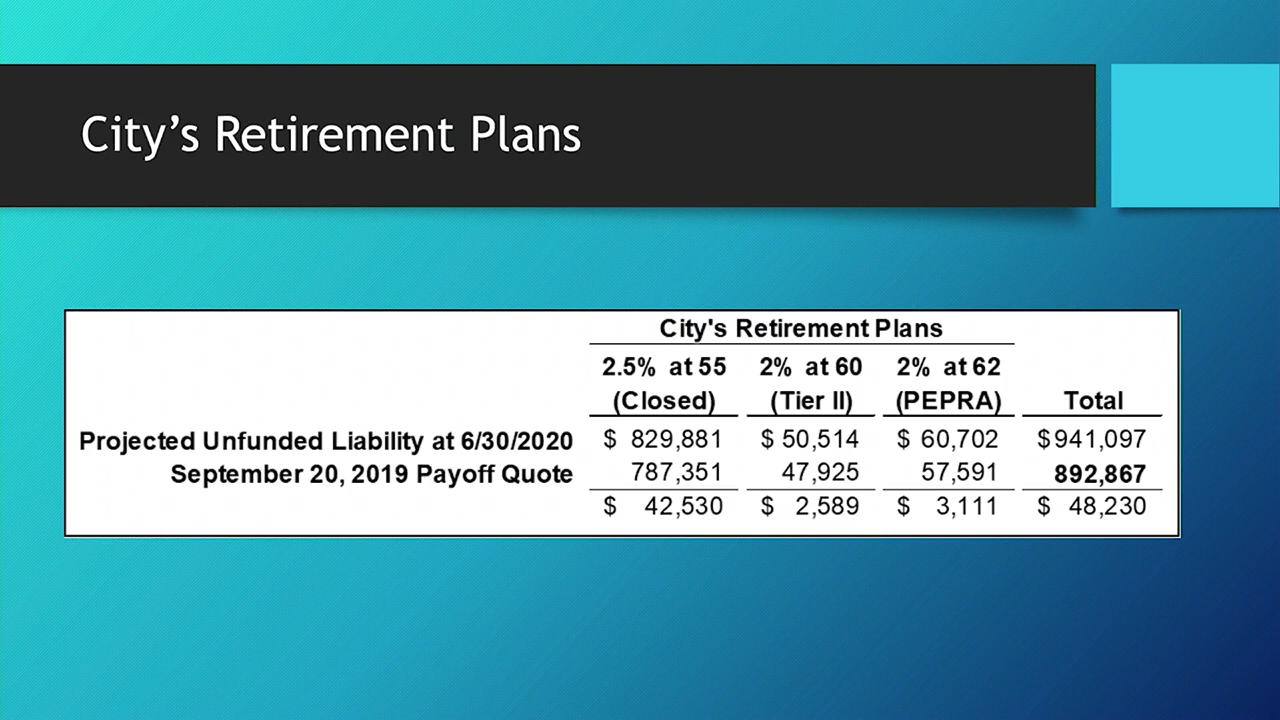 City’s Retirement Plans
City's Retirement Plans
2.5% at 55 2% at 60 2% at 62
(Closed) (Tier II) (PEPRA) Total
Projected Unfunded Liability at 6/30/2020 $ 829,881 $ 50,514 $ 60,702 $941,097
September 20, 2019 Payoff Quote 787,351 47,925 57,591 892,867
$ 42,530 $ 2,589 $ 3,111 $ 48,230